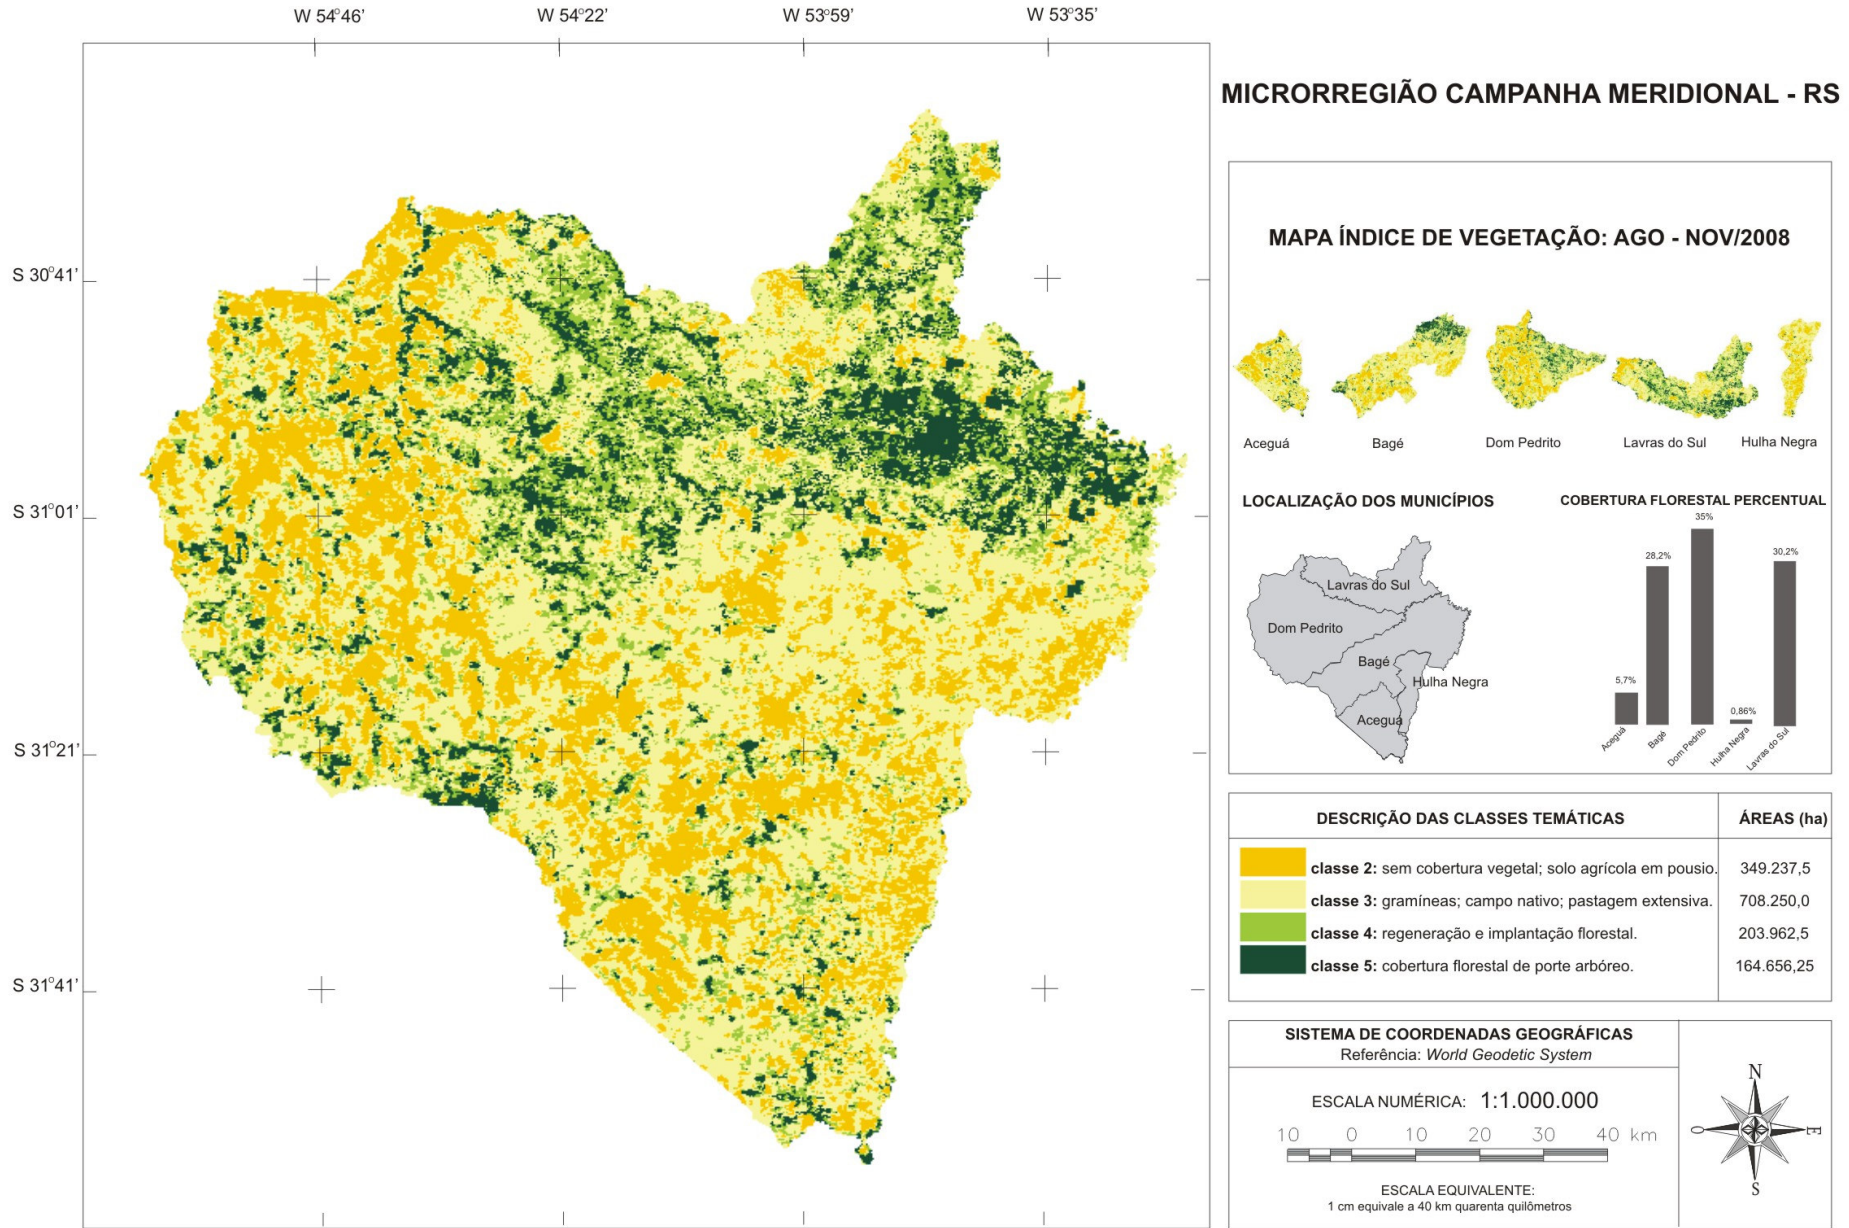 W 54°46’ W 54°22’ W 53°59’ W 53°35’
S 30°41’
S 31°01’
S 31°21’
S 31°41’
MICRORREGIÃO CAMPANHA MERIDIONAL - RS
MAPA ÍNDICE DE VEGETAÇÃO: AGO - NOV/2008
Aceguá Bagé Dom Pedrito Lavras do Sul Hulha Negra
LOCALIZAÇÃO DOS MUNICÍPIOS
Lavras do Sul
Dom Pedrito
Bagé
Hulha Negra
Aceguá
COBERTURA FLORESTAL PERCENTUAL
5,7% 28,2% 35% 0,86% 30,2%
Aceguá Bagé Dom Pedrito Hulha Negra Lavras do Sul
DESCRIÇÃO DAS CLASSES TEMÁTICAS ÁREAS (ha)
classe 2: sem cobertura vegetal; solo agrícola em pousio. 349.237,5
classe 3: gramíneas; campo nativo; pastagem extensiva. 708.250,0
classe 4: regeneração e implantação florestal. 203.962,5
classe 5: cobertura florestal de porte arbóreo. 164.656,25
SISTEMA DE COORDENADAS GEOGRÁFICAS
Referência: World Geodetic System
ESCALA NUMÉRICA: 1:1.000.000
10 0 10 20 30 40 km
ESCALA EQUIVALENTE:
1 cm equivale a 40 km quarenta quilômetros
N
O E
S